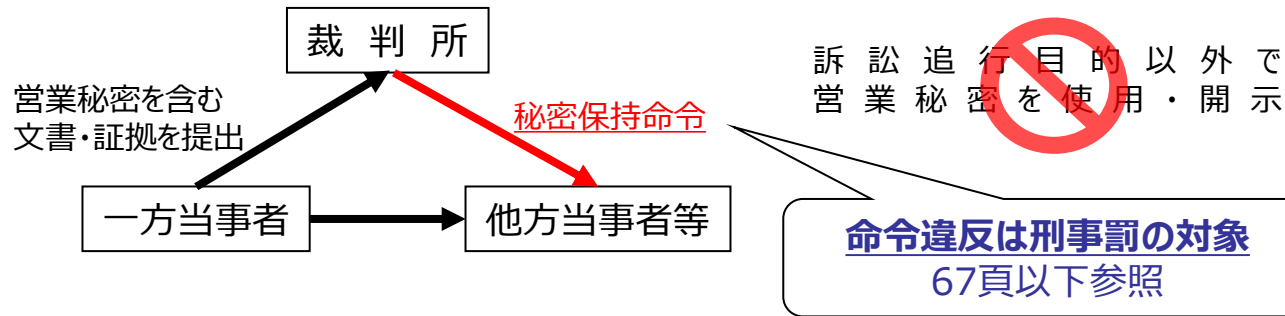 裁判所
訴訟追行目的以外で
営業秘密を使用・開示
営業秘密を含む
文書・証拠を提出
秘密保持命令
一方当事者
他方当事者等
命令違反は刑事罰の対象
67頁以下参照